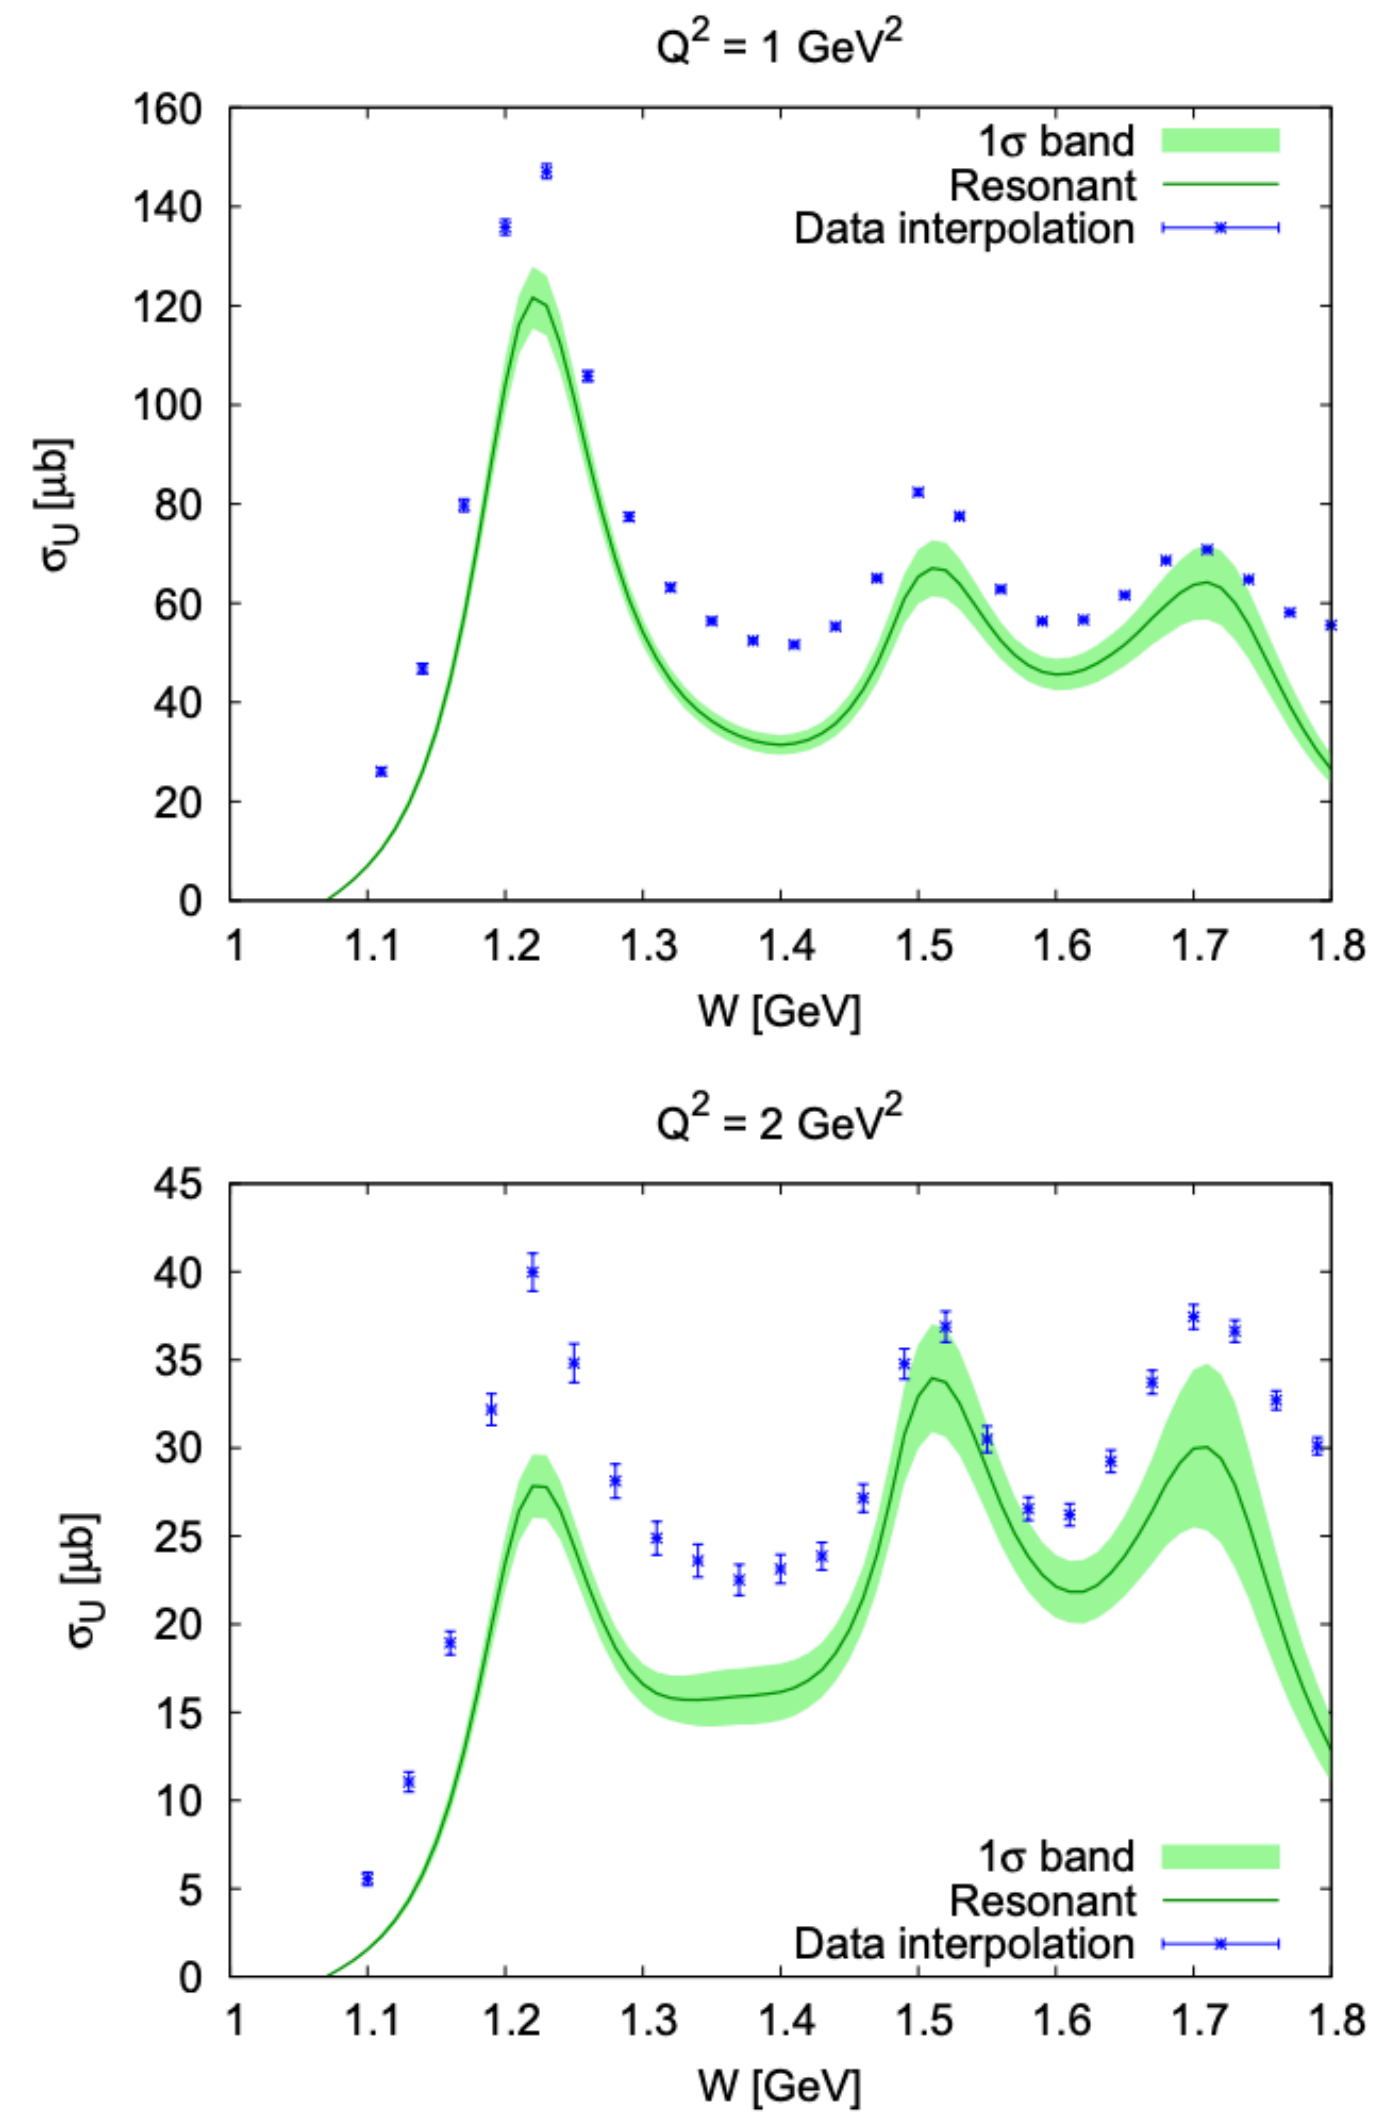 Q² = 1 GeV²
160
140
120
100
80
60
40
20
0
σU [μb]
1σ band
Resonant
Data interpolation
1 1.1 1.2 1.3 1.4 1.5 1.6 1.7 1.8
W [GeV]
Q² = 2 GeV²
45
40
35
30
25
20
15
10
5
0
σU [μb]
1σ band
Resonant
Data interpolation
1 1.1 1.2 1.3 1.4 1.5 1.6 1.7 1.8
W [GeV]